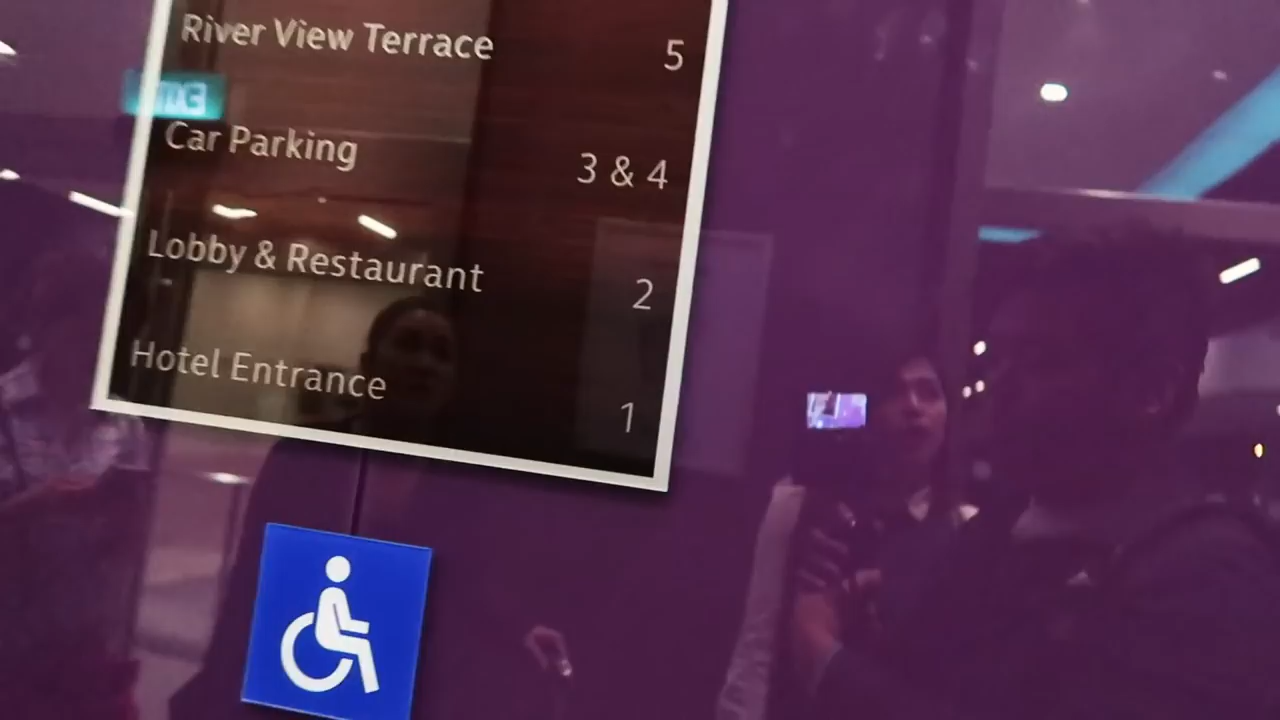 River View Terrace 5
Car Parking 3 & 4
Lobby & Restaurant 2
Hotel Entrance 1